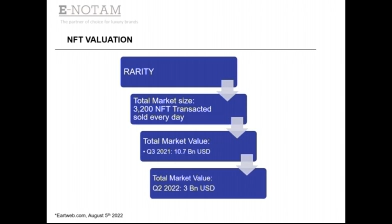 E-NOTAM
The partner of choice for luxury brands
NFT VALUATION
RARITY
Total Market size:
3,200 NFT Transacted
sold every day
Total Market Value:
• Q3 2021: 10.7 Bn USD
Total Market Value:
Q2 2022: 3 Bn USD
*Earthweb.com, August 5th 2022